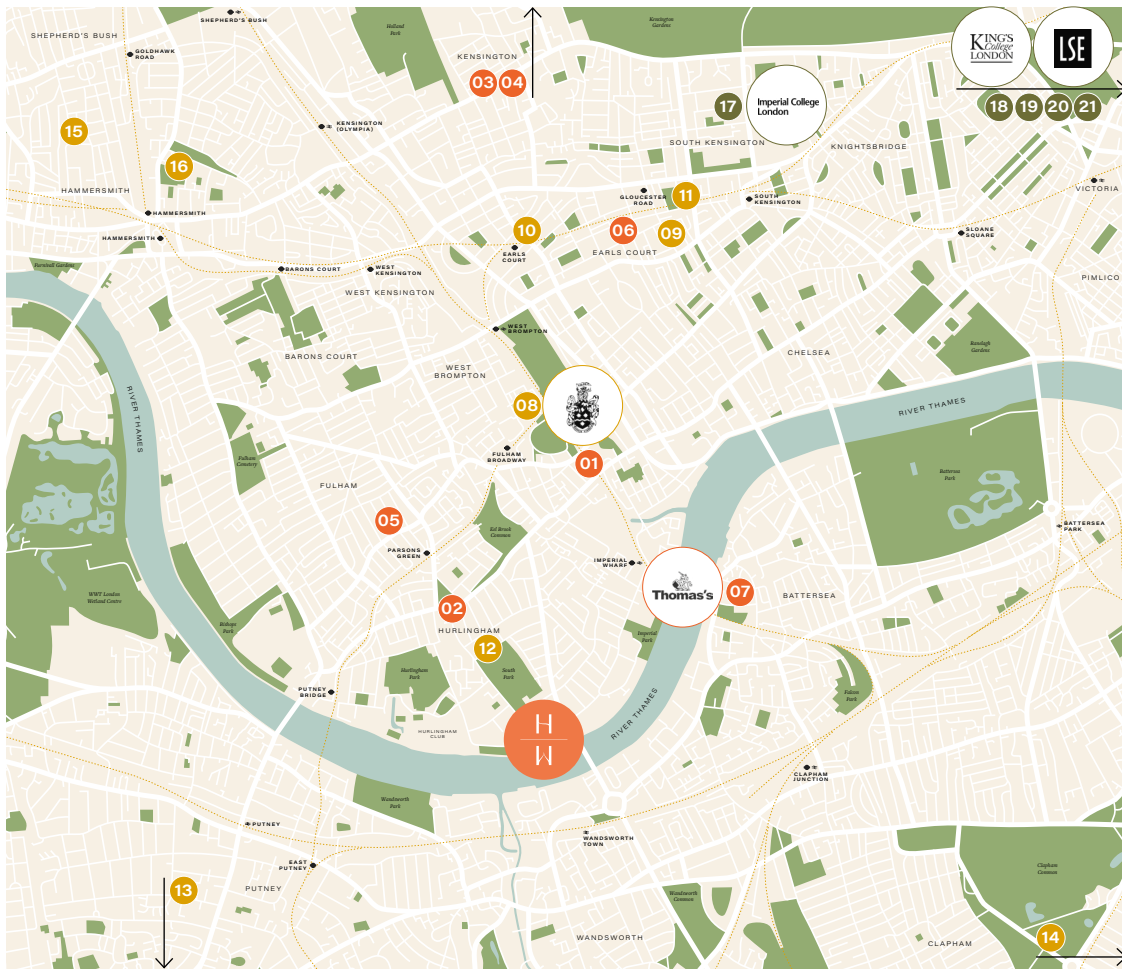 SHEPHERD'S BUSH
SHEPHERD'S BUSH
GOLDHAWK
ROAD
Holland
Park
KENSINGTON
03 04
Kensington
Gardens
KING'S
College
LONDON
LSE
18 19 20 21
17
Imperial College
London
15
KENSINGTON
(OLYMPIA)
16
SOUTH KENSINGTON
KNIGHTSBRIDGE
HAMMERSMITH
HAMMERSMITH
HAMMERSMITH
GLOUCESTER
ROAD
11
SOUTH
KENSINGTON
VICTORIA
10
06
09
EARLS
COURT
EARLS COURT
SLOANE
SQUARE
Furnivall Gardens
BARONS COURT
WEST
KENSINGTON
WEST KENSINGTON
PIMLICO
WEST
BROMPTON
BARONS COURT
WEST
BROMPTON
CHELSEA
Ranelagh
Gardens
RIVER THAMES
08
RIVER THAMES
01
FULHAM
BROADWAY
Fulham
Cemetery
FULHAM
Battersea
Park
05
Eel Brook
Common
PARSONS
GREEN
IMPERIAL
WHARF
BATTERSEA
PARK
Thomas's
07
BATTERSEA
WWT London
Wetland Centre
02
HURLINGHAM
12
Bishops
Park
Imperial
Park
Hurlingham
Park
South
Park
Falcon
Park
PUTNEY
BRIDGE
RIVER THAMES
HURLINGHAM
CLUB
H
W
CLAPHAM
JUNCTION
Wandsworth
Park
PUTNEY
WANDSWORTH
TOWN
EAST
PUTNEY
13
PUTNEY
Wandsworth
Common
Clapham
Common
WANDSWORTH
CLAPHAM
14